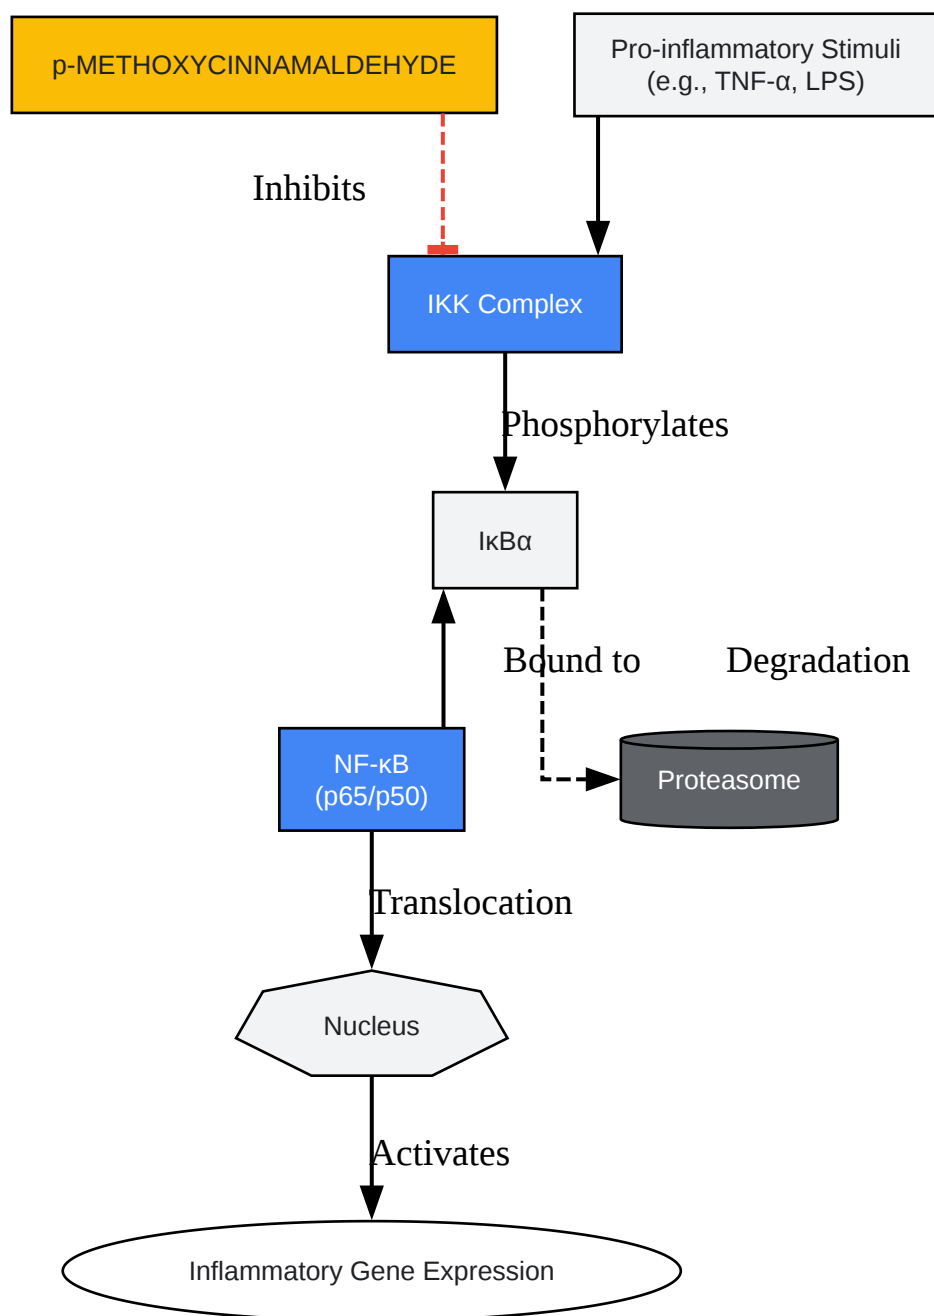 p-METHOXYCINNAMALDEHYDE
Pro-inflammatory Stimuli
(e.g., TNF-α, LPS)
Inhibits
IKK Complex
Phosphorylates
IκBα
Bound to
Degradation
NF-κB
(p65/p50)
Proteasome
Translocation
Nucleus
Activates
Inflammatory Gene Expression